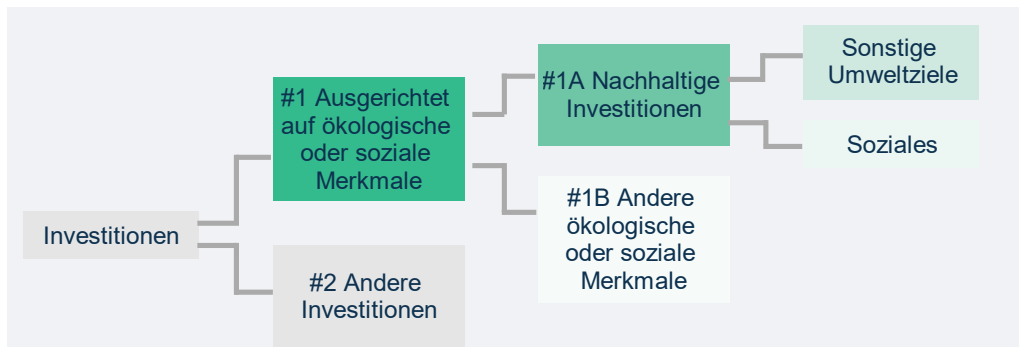 Investitionen
#1 Ausgerichtet
auf ökologische
oder soziale
Merkmale
#2 Andere
Investitionen
#1A Nachhaltige
Investitionen
#1B Andere
ökologische
oder soziale
Merkmale
Sonstige
Umweltziele
Soziales